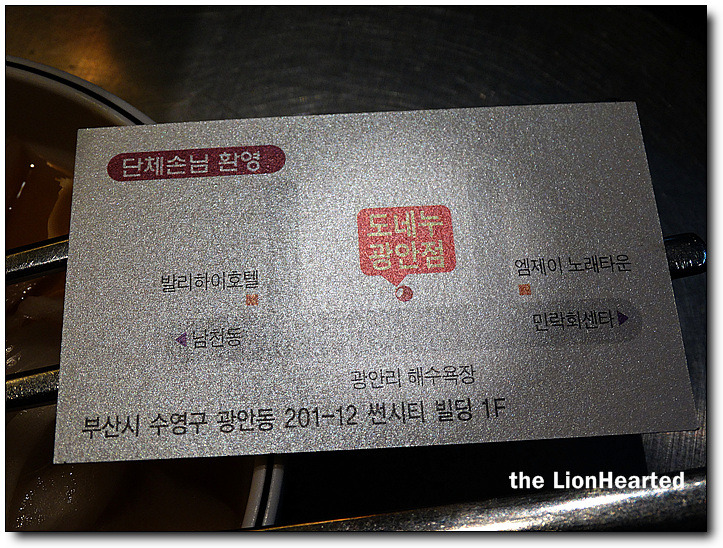 단체손님 환영
도네누
광안점
발리하이호텔
엠제이 노래타운
◀남천동
민락회센타▶
광안리 해수욕장
부산시 수영구 광안동 201-12 썬시티 빌딩 1F
the LionHearted